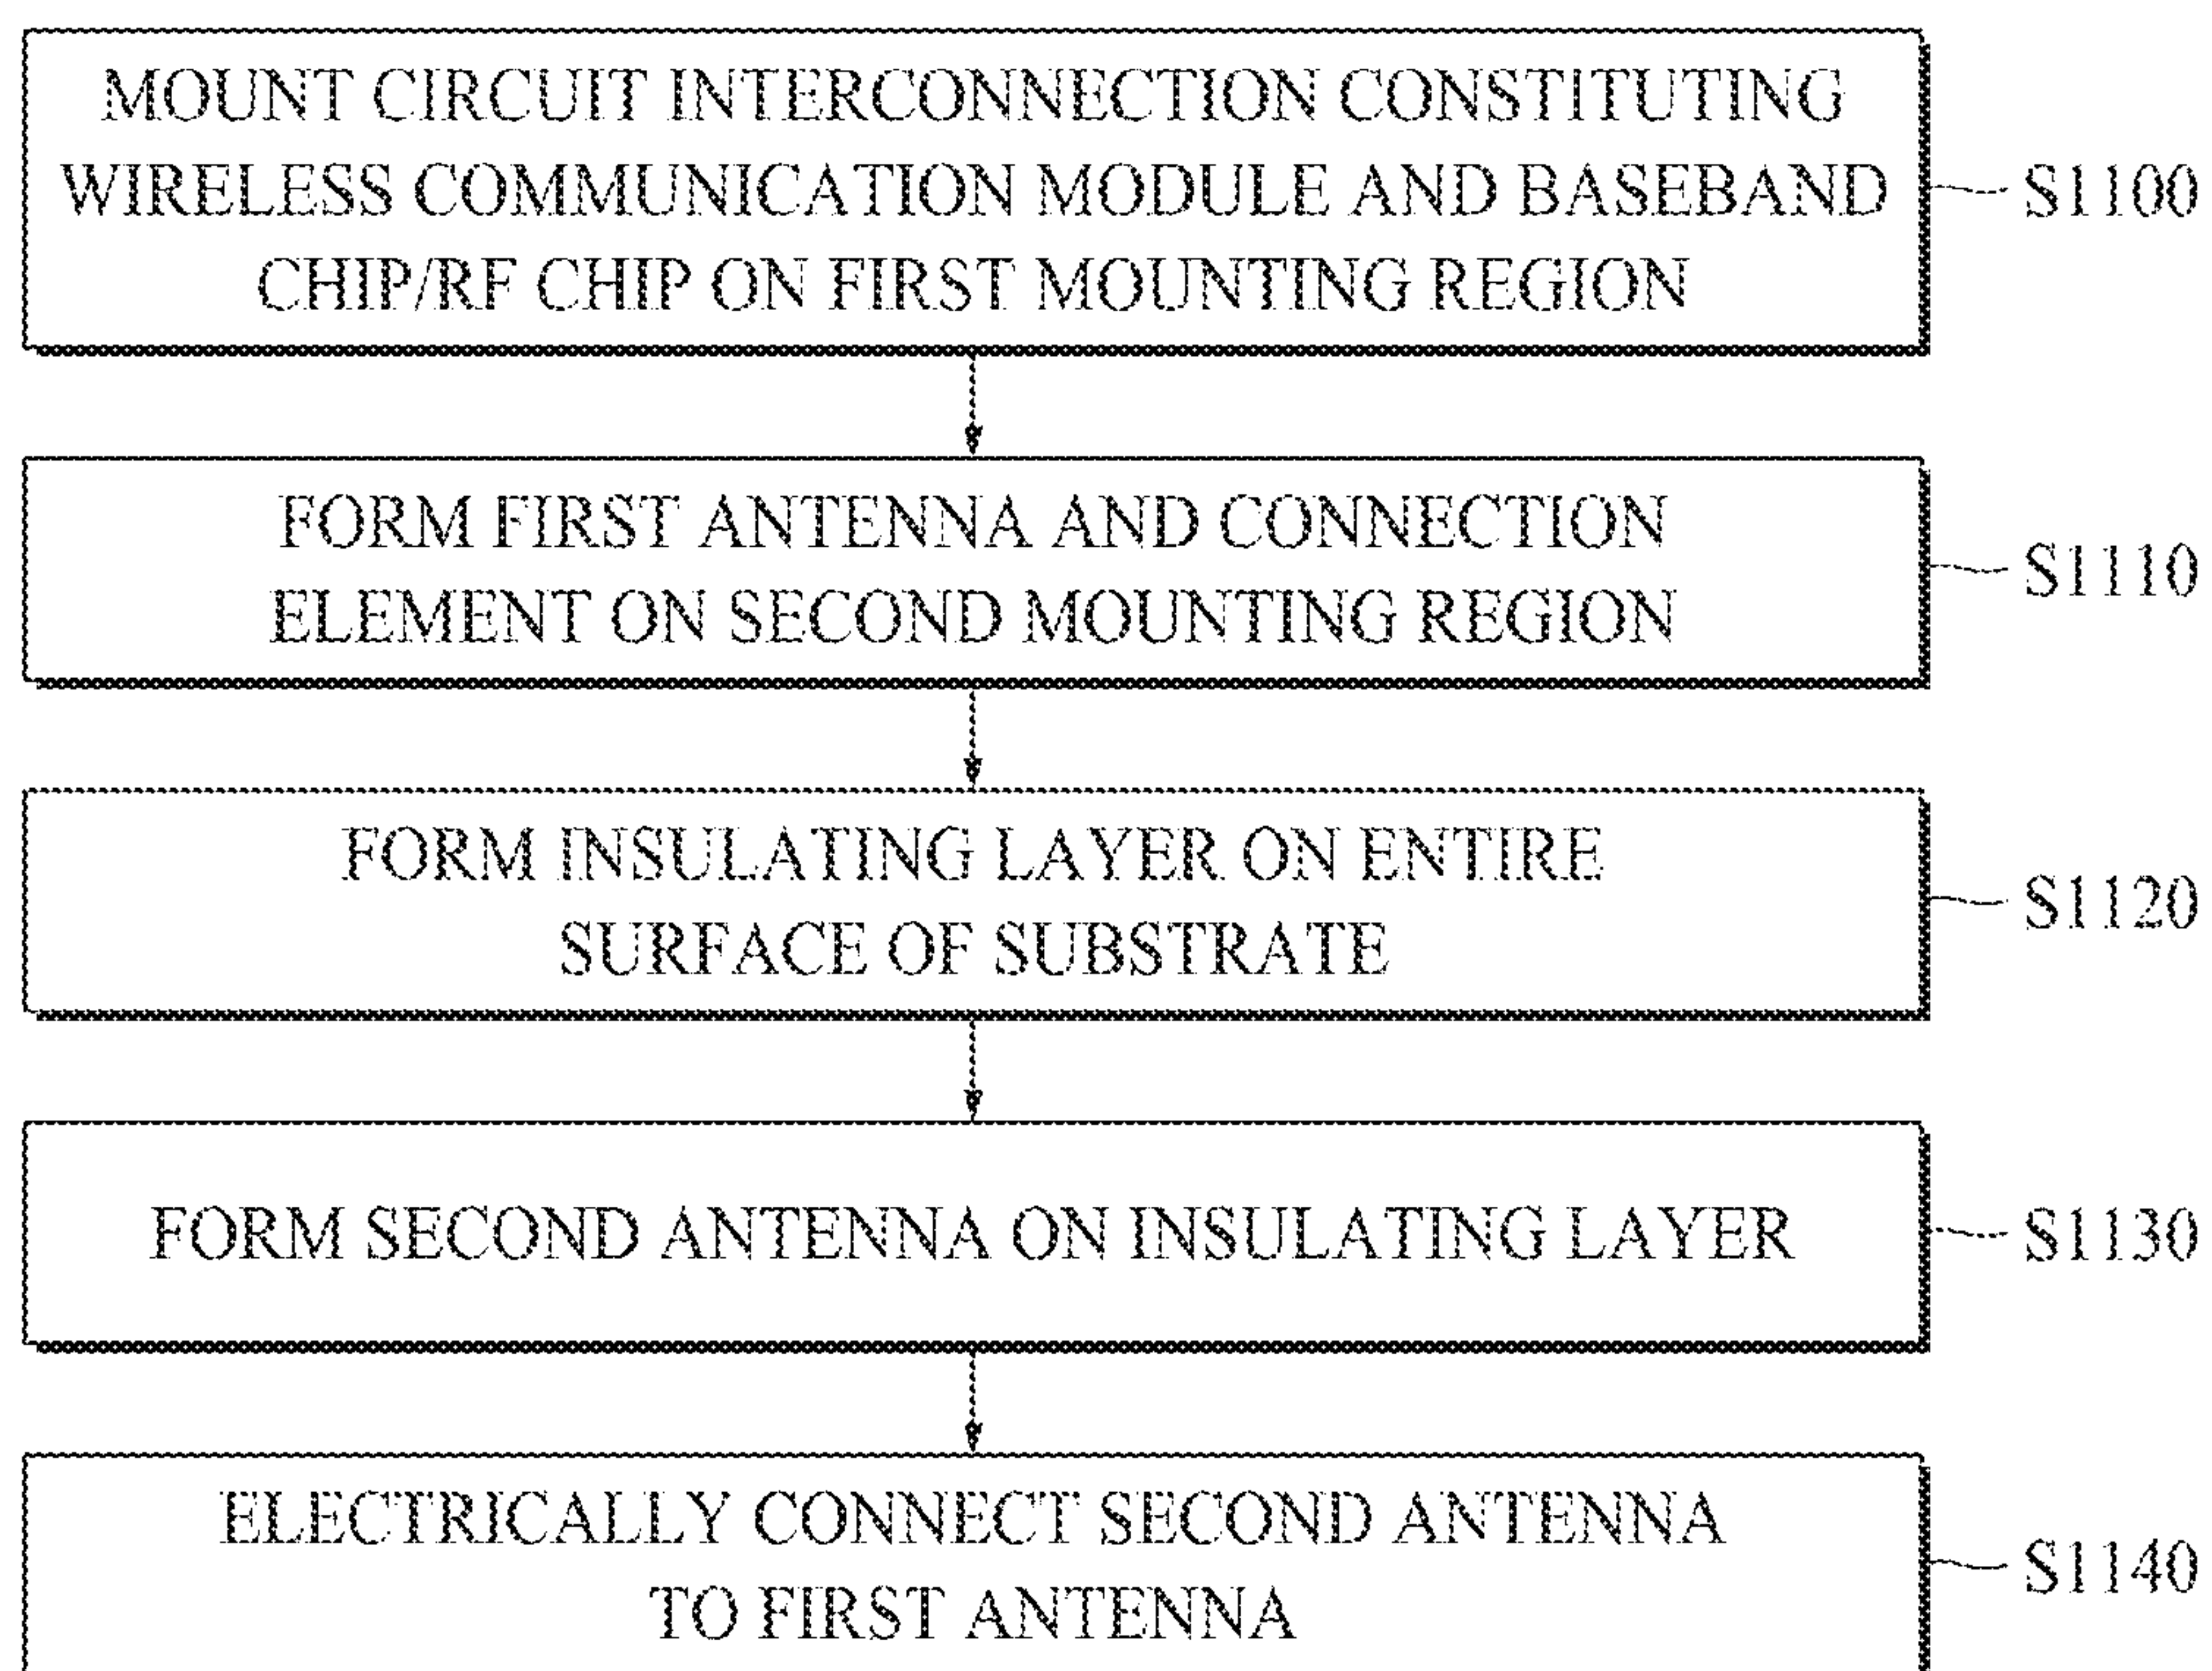 MOUNT CIRCUIT INTERCONNECTION CONSTITUTING
WIRELESS COMMUNICATION MODULE AND BASEBAND
CHIP/RF CHIP ON FIRST MOUNTING REGION
S1100
FORM FIRST ANTENNA AND CONNECTION
ELEMENT ON SECOND MOUNTING REGION
S1110
FORM INSULATING LAYER ON ENTIRE
SURFACE OF SUBSTRATE
S1120
FORM SECOND ANTENNA ON INSULATING LAYER
S1130
ELECTRICALLY CONNECT SECOND ANTENNA
TO FIRST ANTENNA
S1140